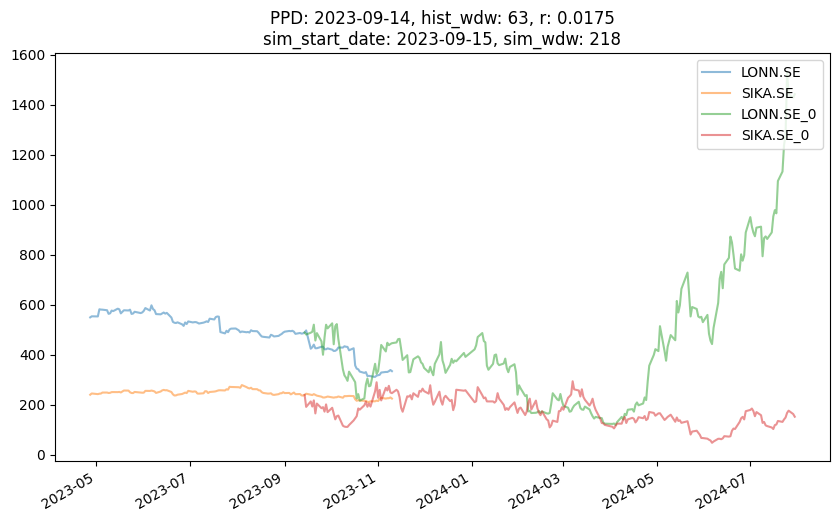 PPD: 2023-09-14, hist_wdw: 63, r: 0.0175
sim_start_date: 2023-09-15, sim_wdw: 218
1600
1400
1200
1000
800
600
400
200
0
LONN.SE
SIKA.SE
LONN.SE_0
SIKA.SE_0
2023-05
2023-07
2023-09
2023-11
2024-01
2024-03
2024-05
2024-07